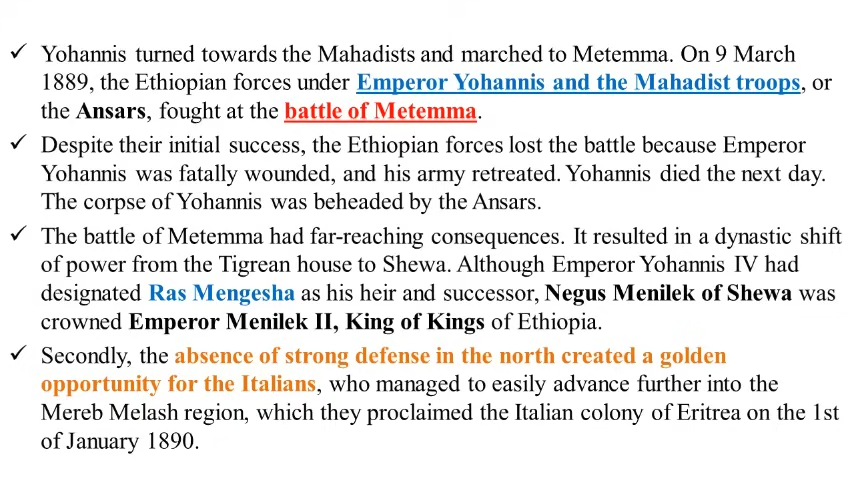 ✓ Yohannis turned towards the Mahadists and marched to Metemma. On 9 March
1889, the Ethiopian forces under Emperor Yohannis and the Mahadist troops, or
the Ansars, fought at the battle of Metemma.
✓ Despite their initial success, the Ethiopian forces lost the battle because Emperor
Yohannis was fatally wounded, and his army retreated. Yohannis died the next day.
The corpse of Yohannis was beheaded by the Ansars.
✓ The battle of Metemma had far-reaching consequences. It resulted in a dynastic shift
of power from the Tigrean house to Shewa. Although Emperor Yohannis IV had
designated Ras Mengesha as his heir and successor, Negus Menilek of Shewa was
crowned Emperor Menilek II, King of Kings of Ethiopia.
✓ Secondly, the absence of strong defense in the north created a golden
opportunity for the Italians, who managed to easily advance further into the
Mereb Melash region, which they proclaimed the Italian colony of Eritrea on the 1st
of January 1890.